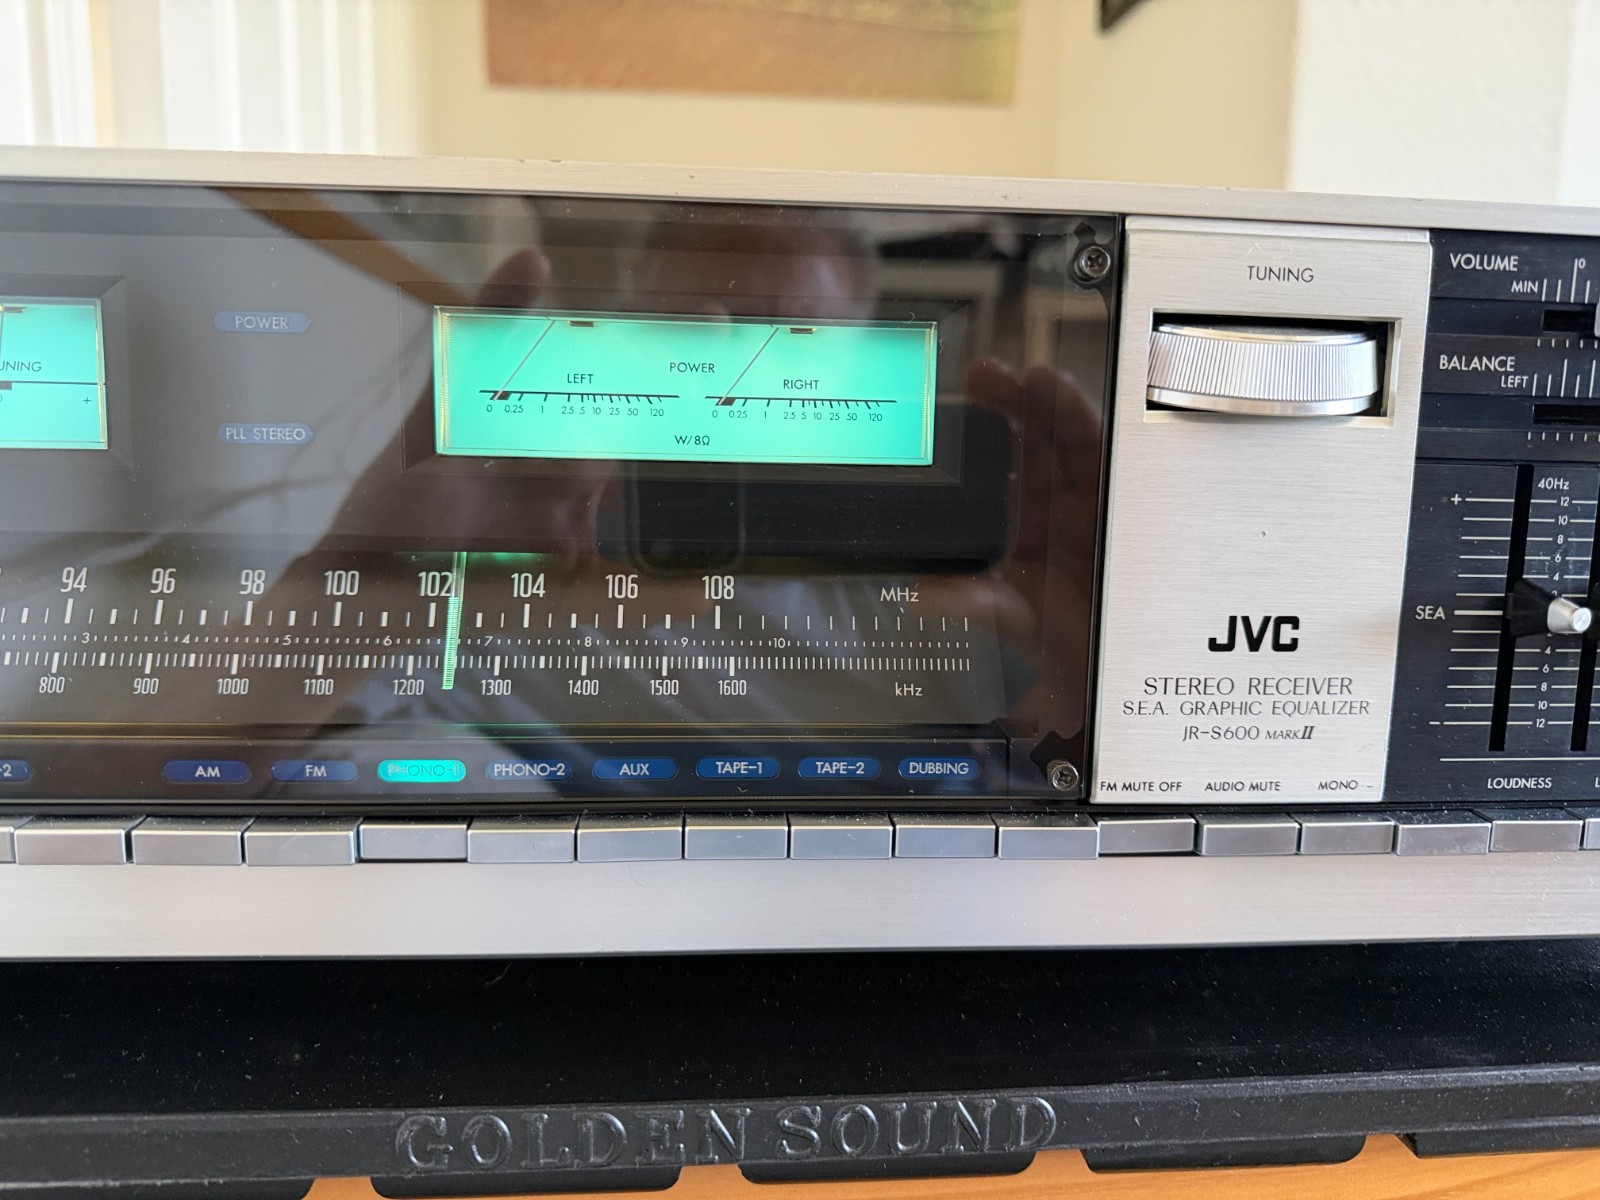 TUNING
VOLUME
MIN 10
POWER
BALANCE
LEFT
POWER
LEFT RIGHT
0 0.25 1 2.5 5 10 25 50 120
0 0.25 1 2.5 5 10 25 50 120
W/8Ω
+
PLL STEREO
40Hz
+ 12
10
8
6
4
2
SEA
4
6
8
10
- 12
94 96 98 100 102 104 106 108 MHz
3 4 5 6 7 8 9 10
800 900 1000 1100 1200 1300 1400 1500 1600 kHz
JVC
STEREO RECEIVER
S.E.A. GRAPHIC EQUALIZER
JR-S600 MARK II
-2 AM FM PHONO-1 PHONO-2 AUX TAPE-1 TAPE-2 DUBBING
FM MUTE OFF AUDIO MUTE MONO
LOUDNESS
GOLDEN SOUND